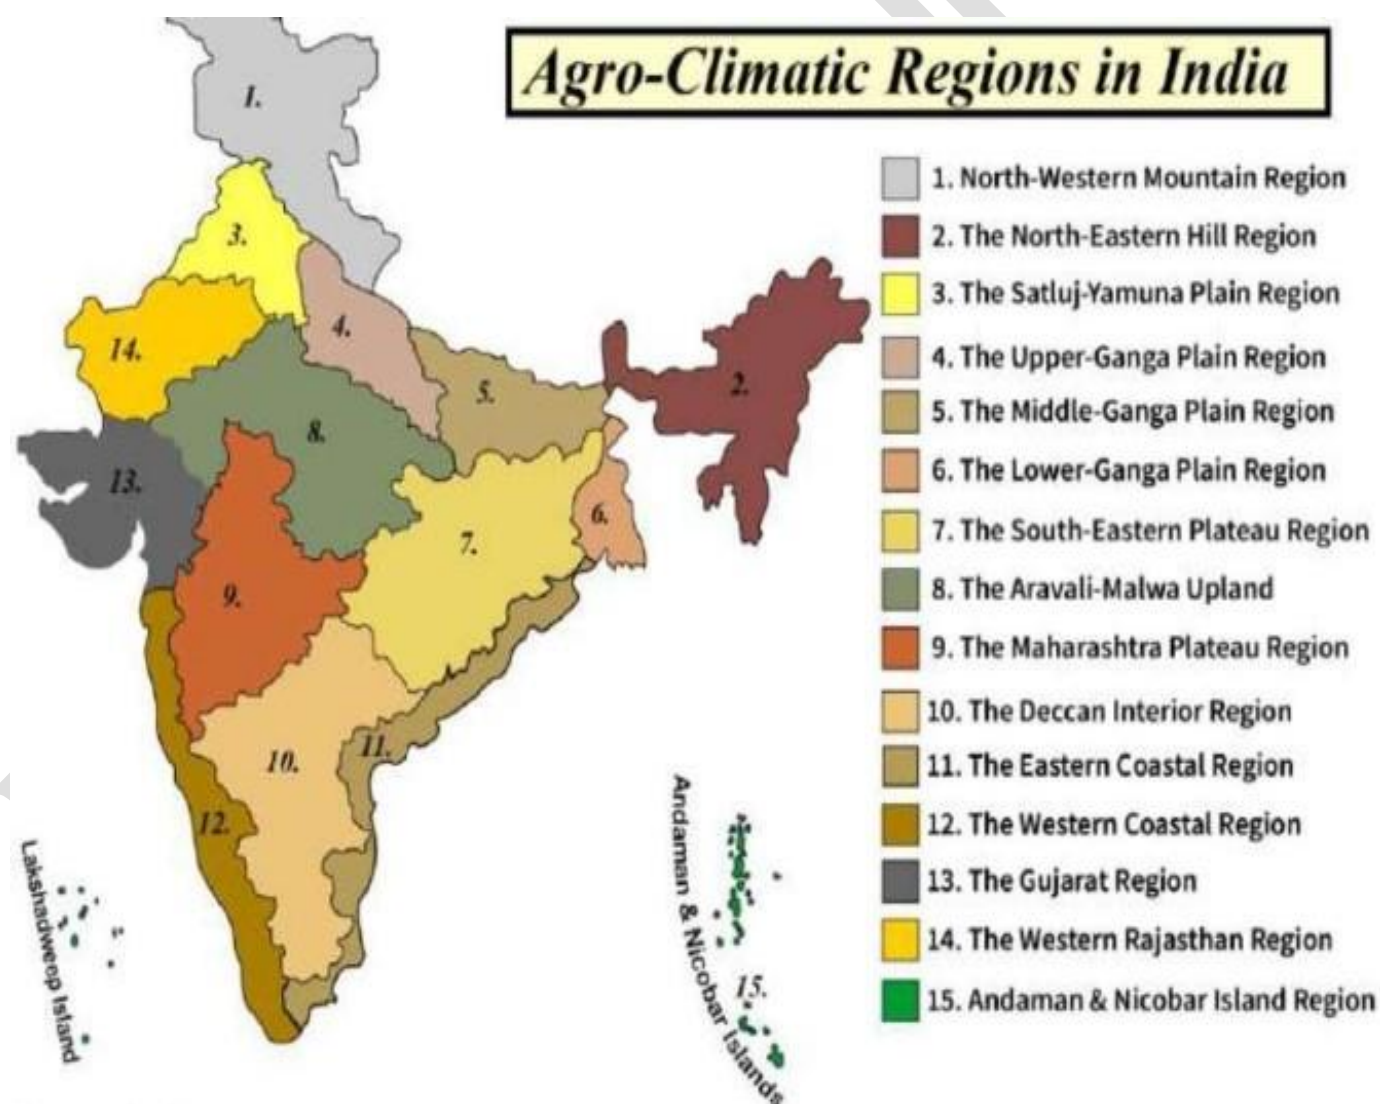 Agro-Climatic Regions in India
1. North-Western Mountain Region
2. The North-Eastern Hill Region
3. The Satluj-Yamuna Plain Region
4. The Upper-Ganga Plain Region
5. The Middle-Ganga Plain Region
6. The Lower-Ganga Plain Region
7. The South-Eastern Plateau Region
8. The Aravali-Malwa Upland
9. The Maharashtra Plateau Region
10. The Deccan Interior Region
11. The Eastern Coastal Region
12. The Western Coastal Region
13. The Gujarat Region
14. The Western Rajasthan Region
15. Andaman & Nicobar Island Region
1.
3.
14.
4.
5.
2.
8.
13.
7.
6.
9.
10.
11.
12.
Lakshadweep Island
Andaman & Nicobar Islands
15.